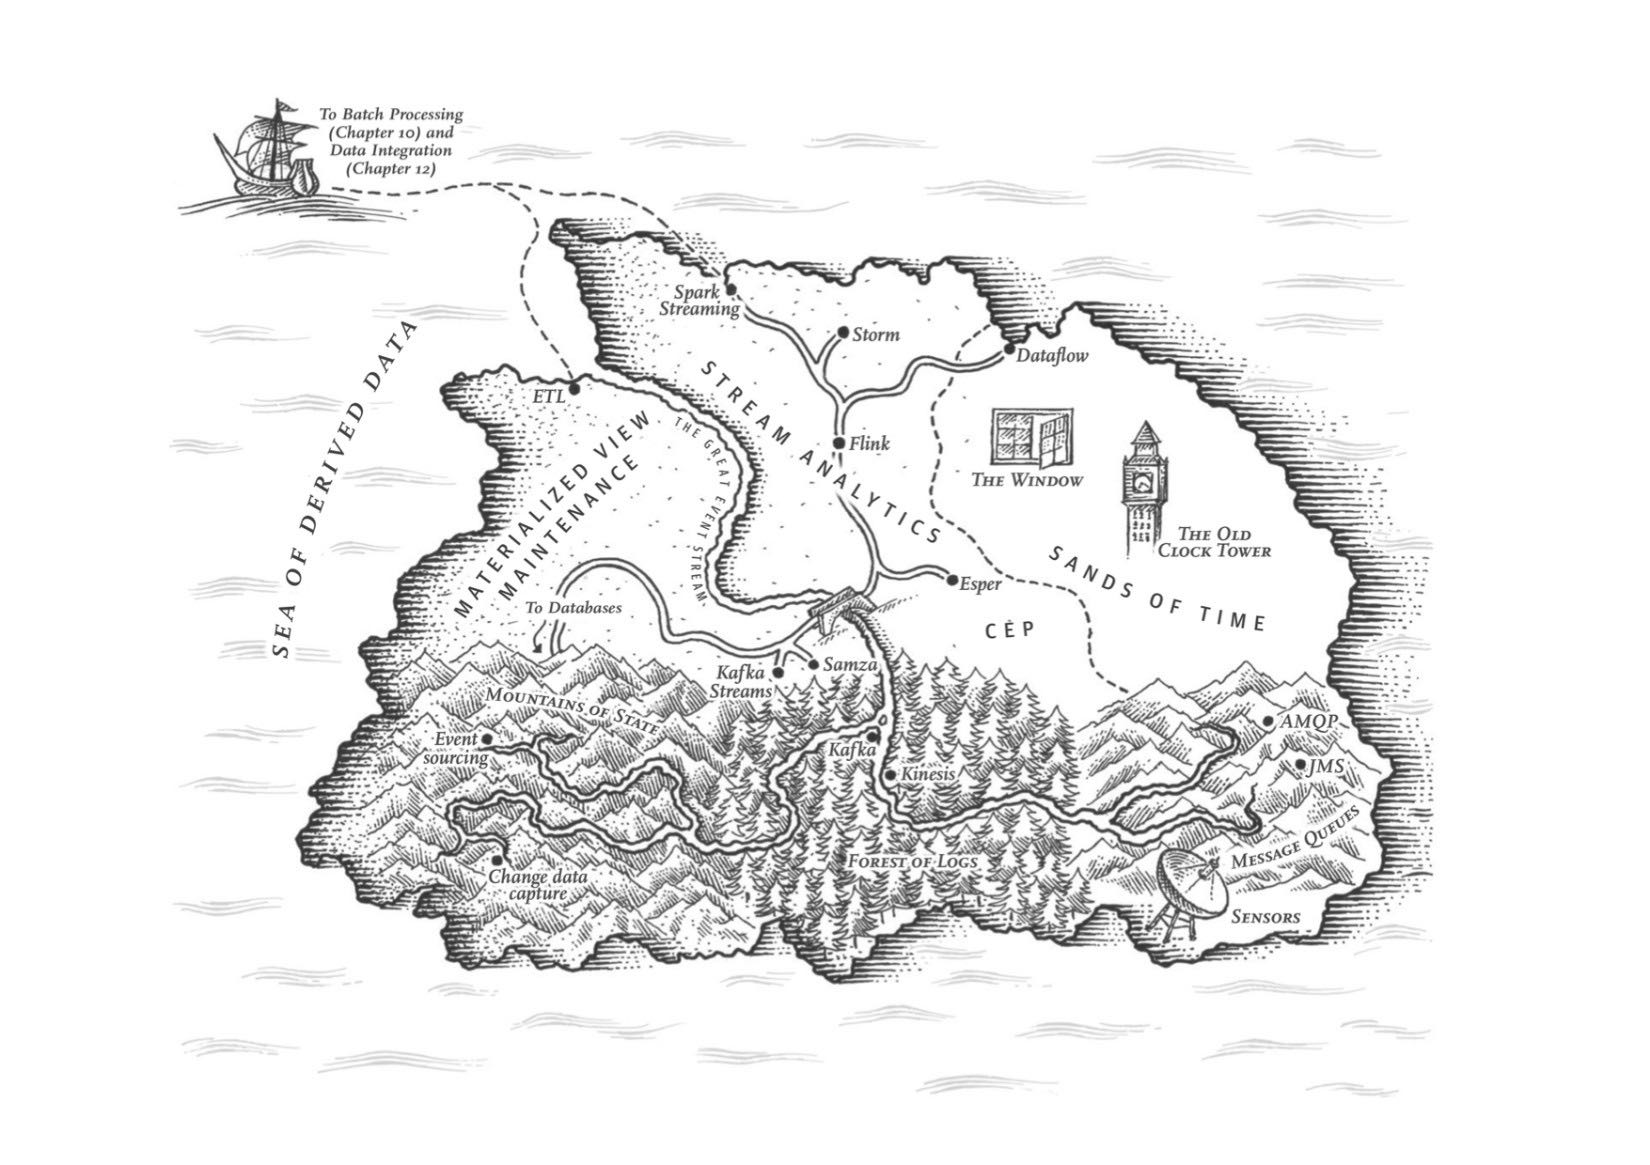 To Batch Processing
(Chapter 10) and
Data Integration
(Chapter 12)
Spark
Streaming
Storm
Dataflow
ETL
SEA OF DERIVED DATA
MATERIALIZED VIEW
MAINTENANCE
THE GREAT EVENT STREAM
STREAM ANALYTICS
Flink
THE WINDOW
THE OLD
CLOCK TOWER
SANDS OF TIME
Esper
CEP
To Databases
Kafka
Streams
Samza
MOUNTAINS OF STATE
Event
sourcing
Kafka
Kinesis
AMQP
JMS
MESSAGE QUEUES
FOREST OF LOGS
Change data
capture
SENSORS